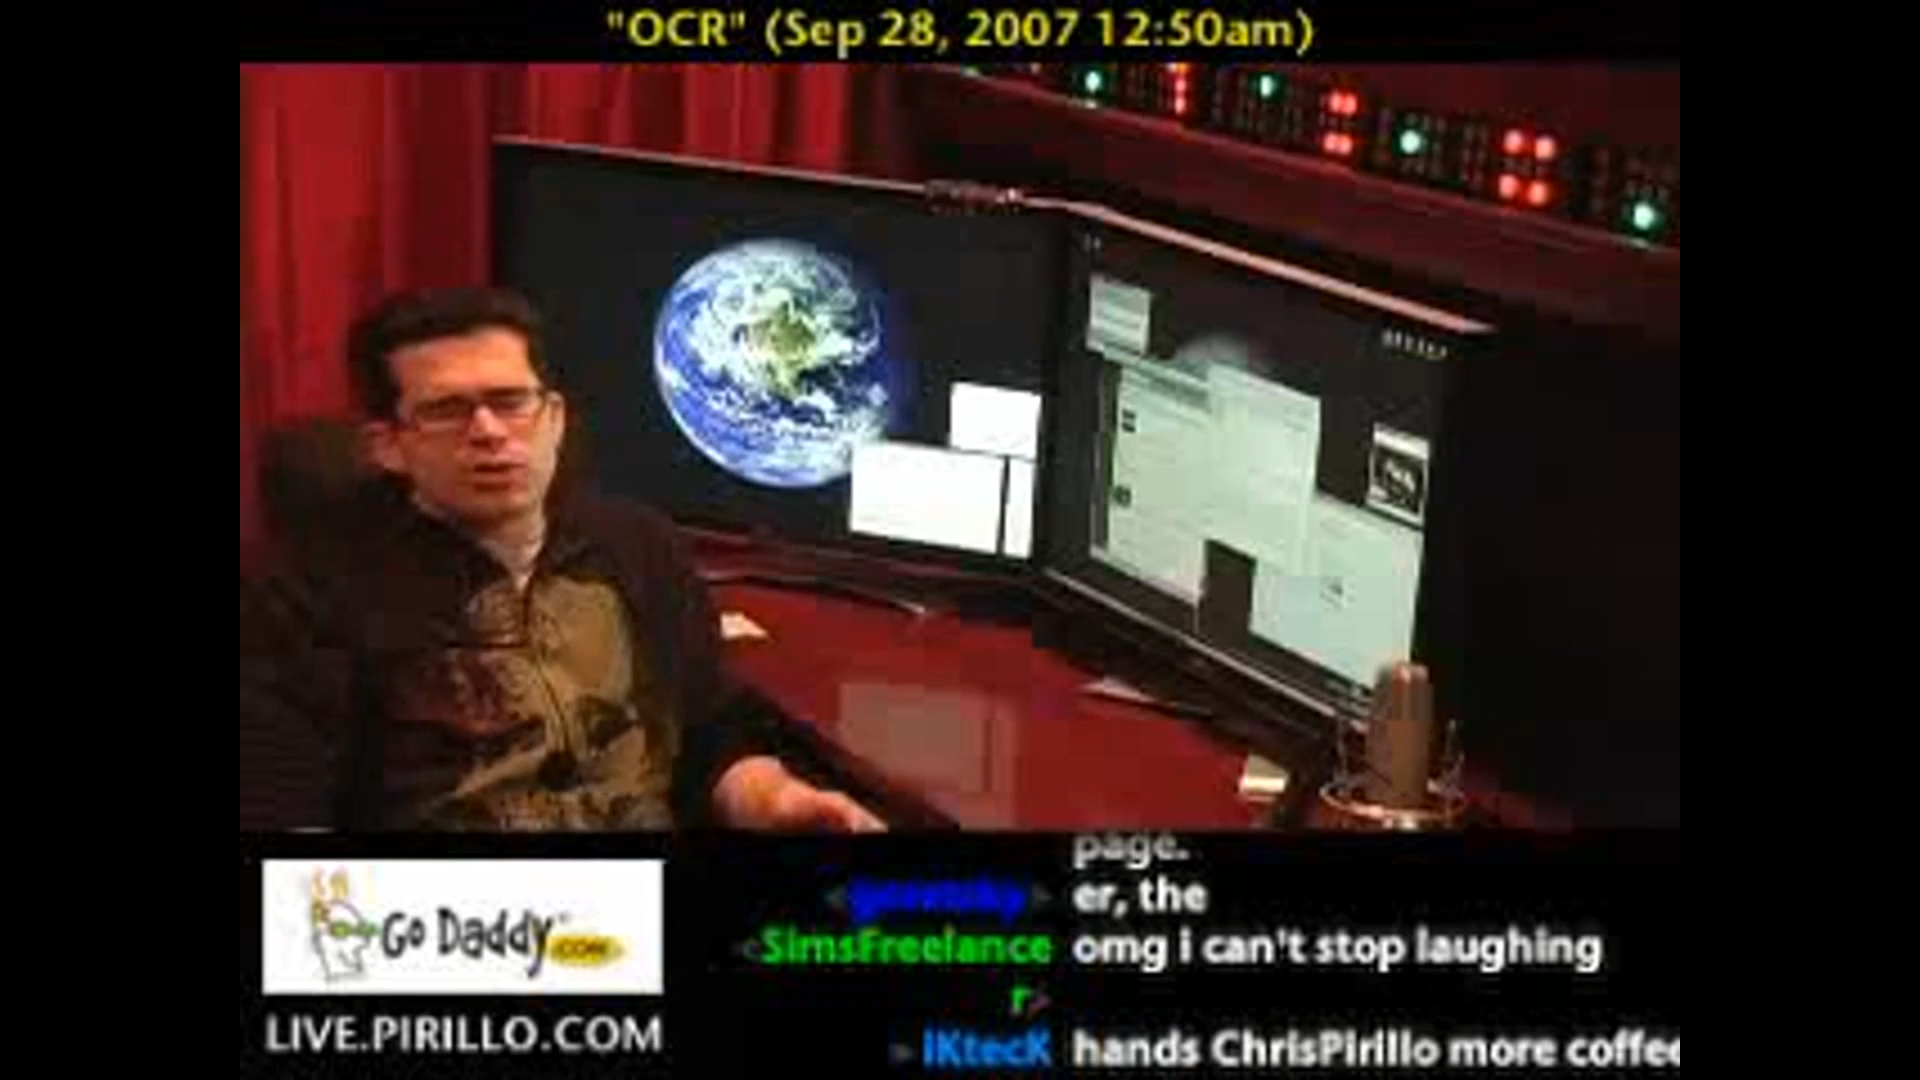 "OCR" (Sep 28, 2007 12:50am)
page.
er, the
<SimsFreelance omg i can't stop laughing
r>
Go Daddy
.COM
LIVE.PIRILLO.COM
IKtecK hands ChrisPirillo more coffee